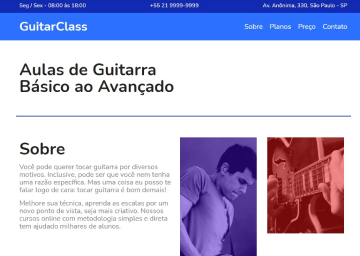 Seg / Sex - 08:00 às 18:00
+55 21 9999-9999
Av. Anônima, 330, São Paulo - SP
GuitarClass
Sobre Planos Preço Contato
Aulas de Guitarra
Básico ao Avançado
Sobre
Você pode querer tocar guitarra por diversos
motivos. Inclusive, pode ser que você nem tenha
uma razão específica. Mas uma coisa eu posso te
falar logo de cara: tocar guitarra é bom demais!
Melhore sua técnica, aprenda as escalas por um
novo ponto de vista, seja mais criativo. Nossos
cursos online com metodologia simples e direta
tem ajudado milhares de alunos.